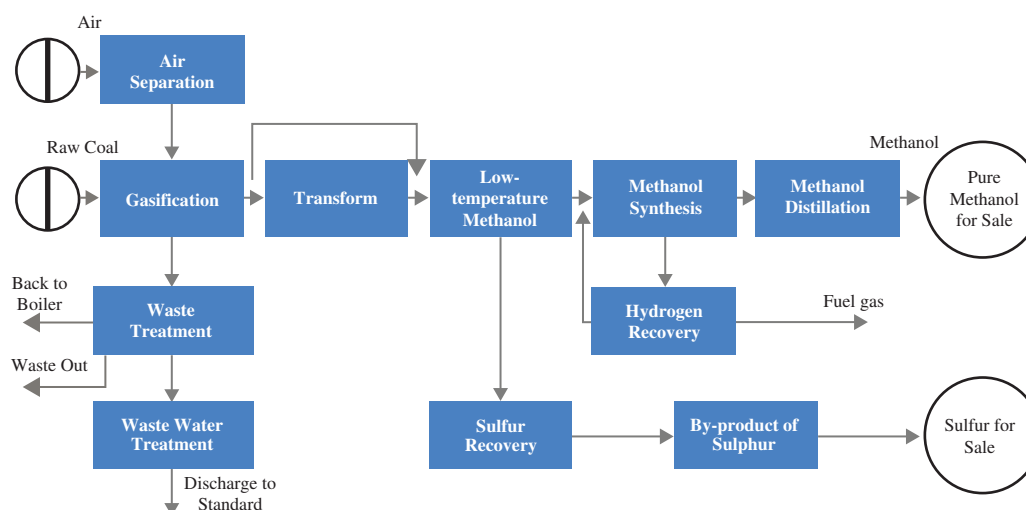 Air
Air
Separation
Raw Coal
Gasification
Transform
Low-
temperature
Methanol
Methanol
Synthesis
Methanol
Distillation
Methanol
Pure
Methanol
for Sale
Back to
Boiler
Waste
Treatment
Hydrogen
Recovery
Fuel gas
Waste Out
Waste Water
Treatment
Sulfur
Recovery
By-product of
Sulphur
Sulfur for
Sale
Discharge to
Standard